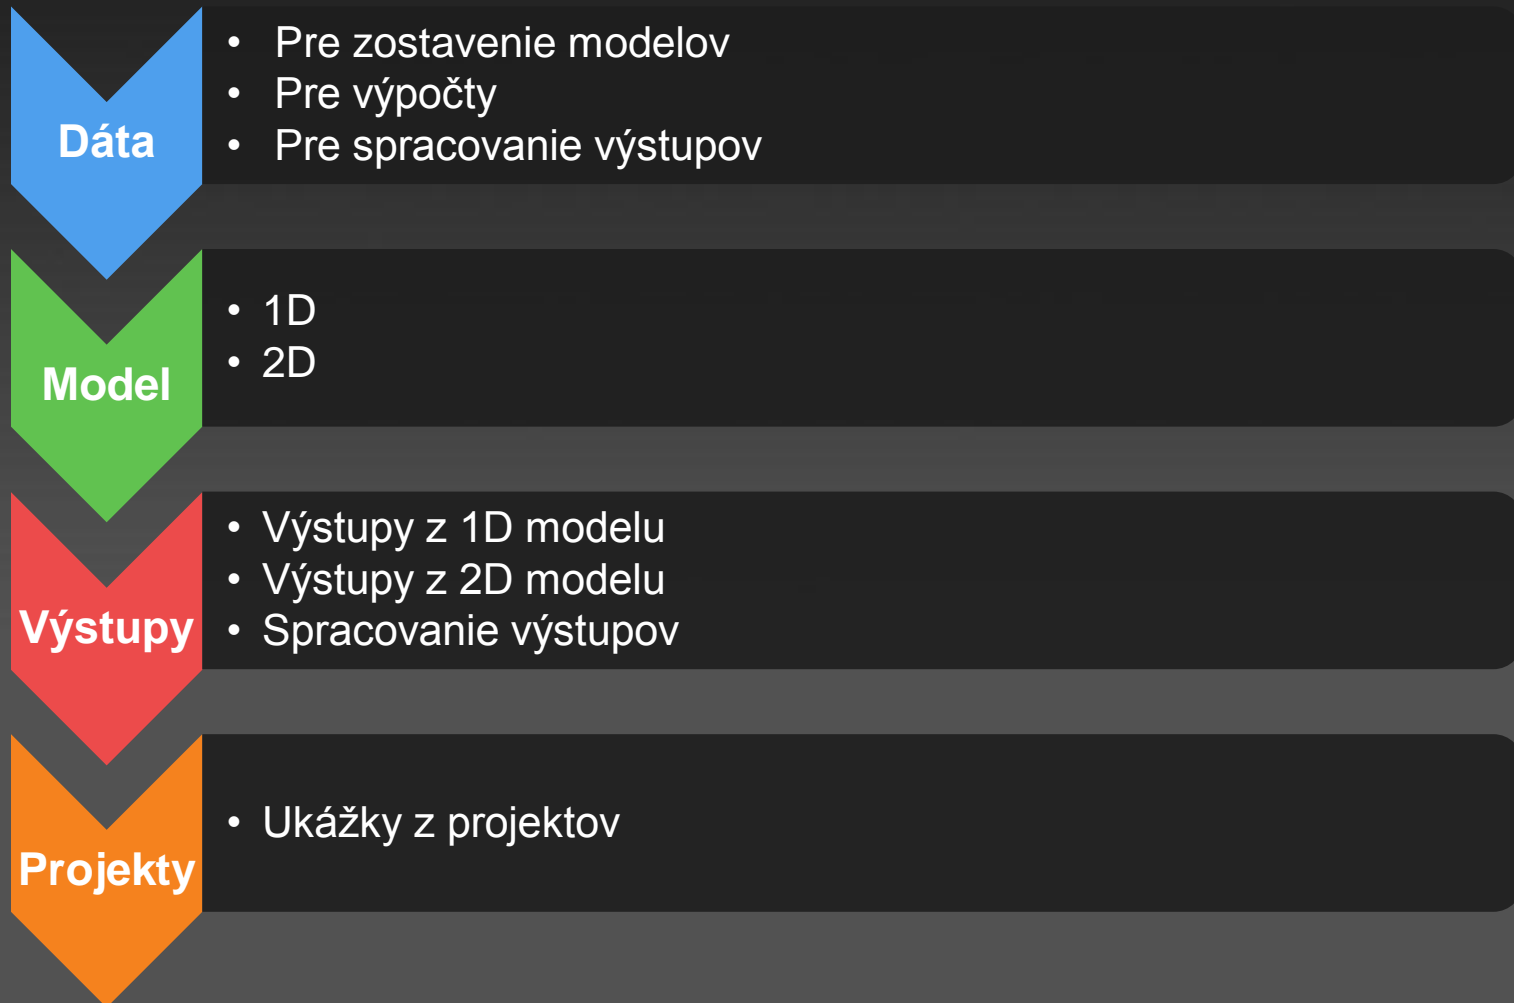 Dáta
• Pre zostavenie modelov
• Pre výpočty
• Pre spracovanie výstupov
Model
• 1D
• 2D
Výstupy
• Výstupy z 1D modelu
• Výstupy z 2D modelu
• Spracovanie výstupov
Projekty
• Ukážky z projektov